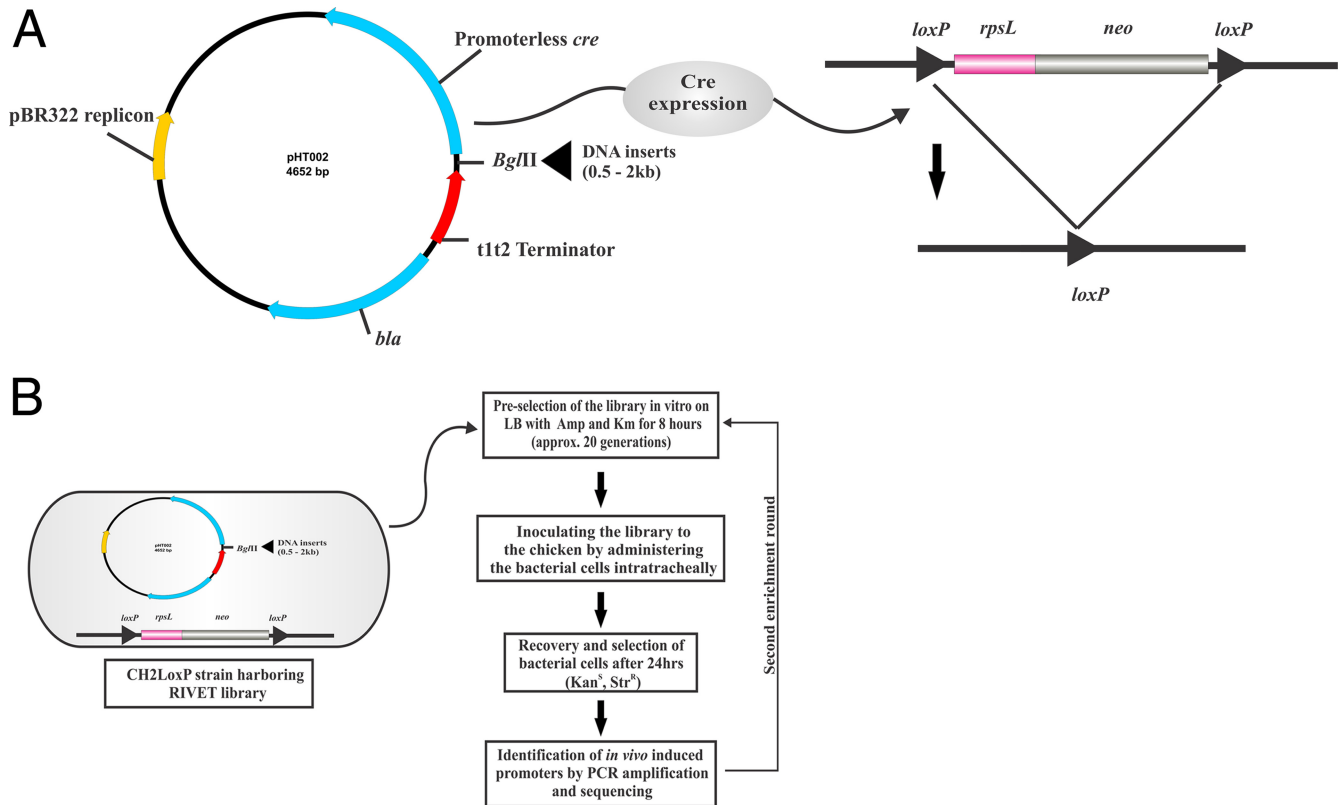 A
Promoterless cre
pBR322 replicon
pHT002
4652 bp
BglII
DNA inserts
(0.5 - 2kb)
t1t2 Terminator
bla
Cre
expression
loxP
rpsL
neo
loxP
loxP
B
pHT002
4652 bp
BglII
DNA inserts
(0.5 - 2kb)
loxP
rpsL
neo
loxP
CH2LoxP strain harboring
RIVET library
Pre-selection of the library in vitro on
LB with Amp and Km for 8 hours
(approx. 20 generations)
Inoculating the library to
the chicken by administering
the bacterial cells intratracheally
Recovery and selection of
bacterial cells after 24hrs
(Kanˢ, Strᴿ)
Identification of in vivo induced
promoters by PCR amplification
and sequencing
Second enrichment round